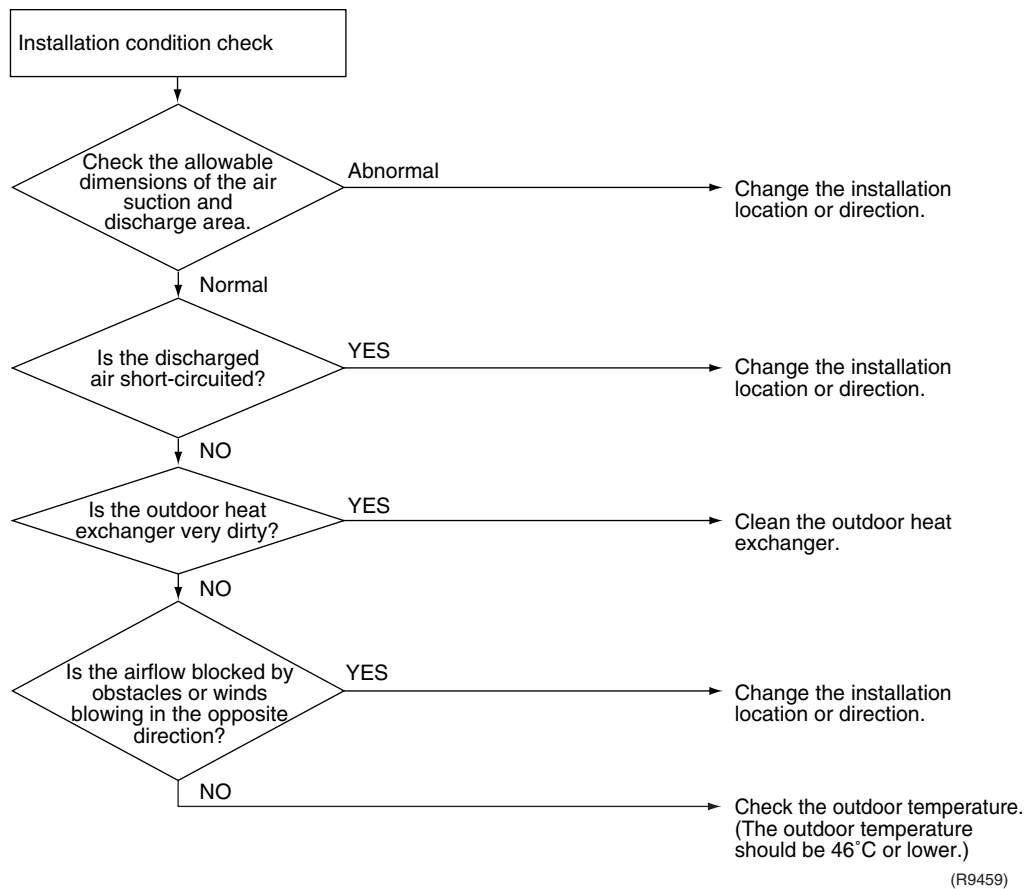 Installation condition check
Check the allowable
dimensions of the air
suction and
discharge area.
Abnormal
Change the installation
location or direction.
Normal
Is the discharged
air short-circuited?
YES
Change the installation
location or direction.
NO
Is the outdoor heat
exchanger very dirty?
YES
Clean the outdoor heat
exchanger.
NO
Is the airflow blocked by
obstacles or winds
blowing in the opposite
direction?
YES
Change the installation
location or direction.
NO
Check the outdoor temperature.
(The outdoor temperature
should be 46˚C or lower.)
(R9459)